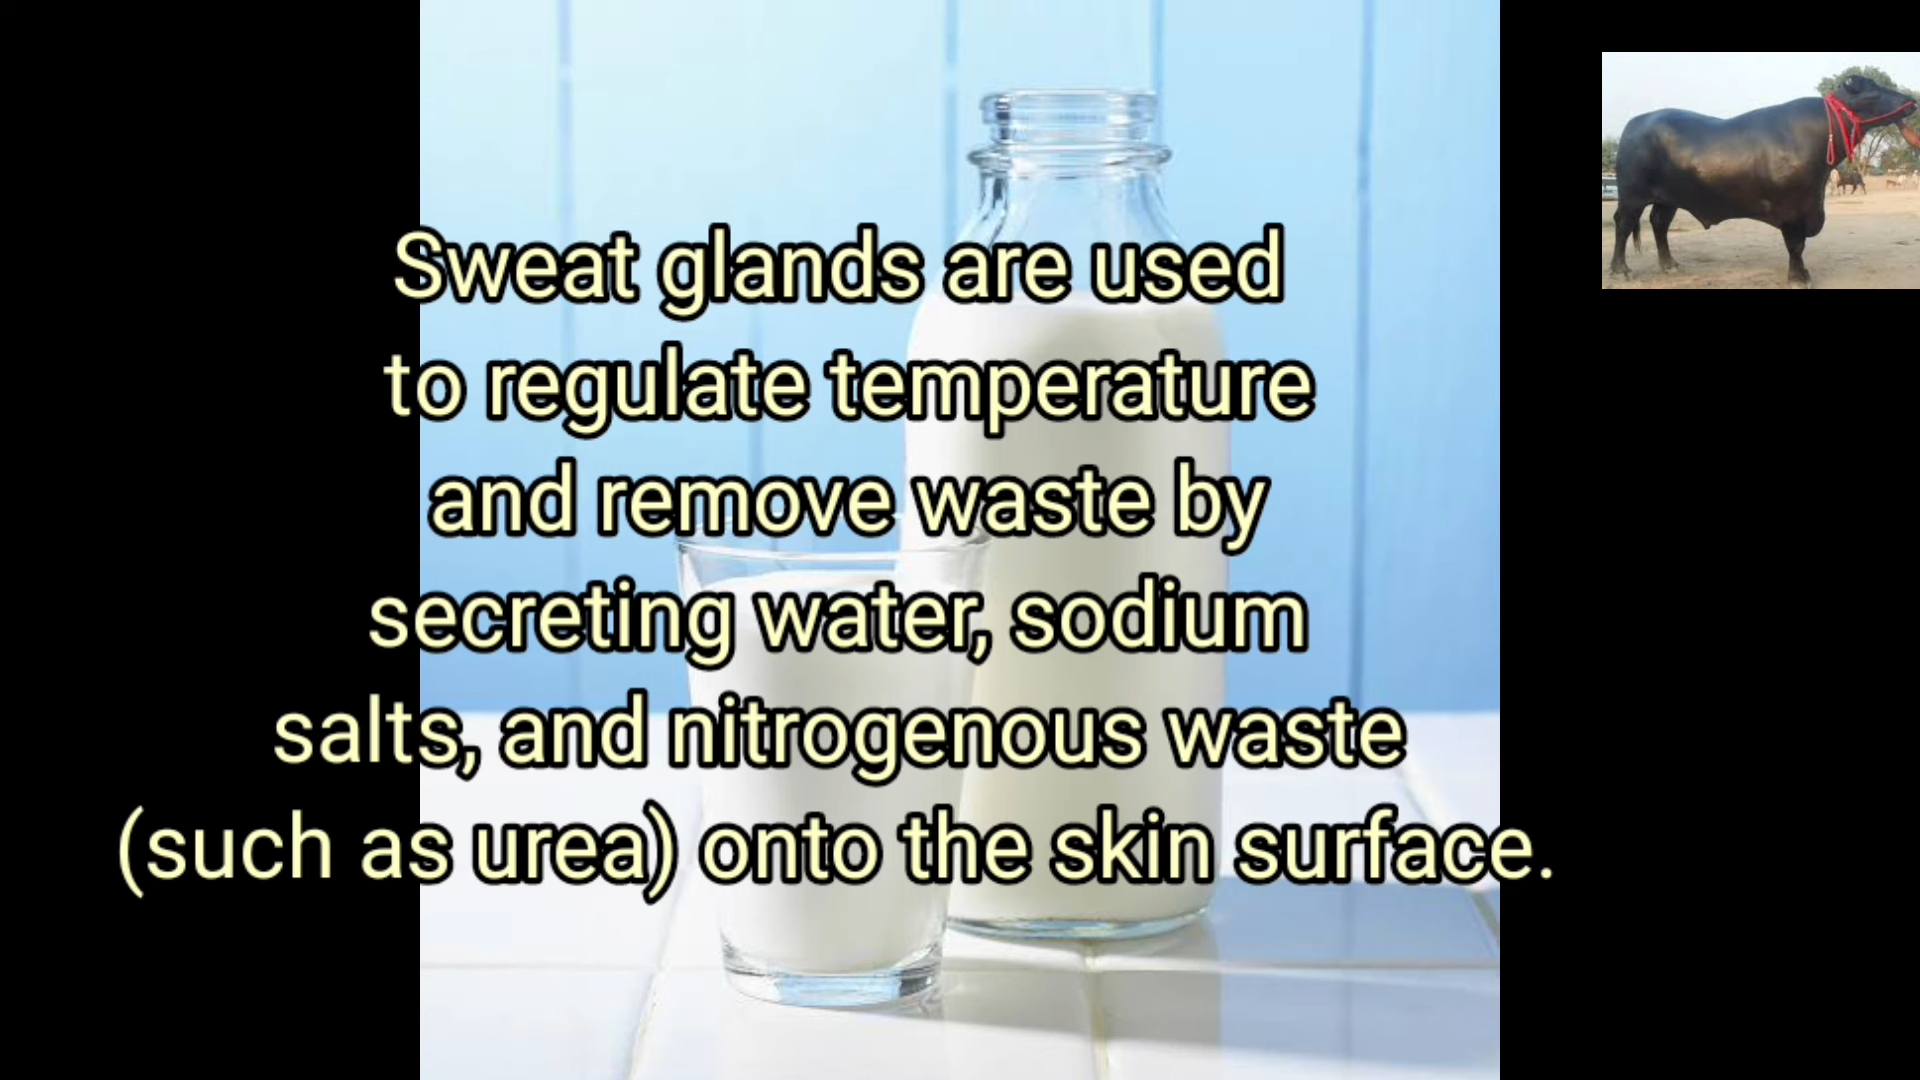 Sweat glands are used
to regulate temperature
and remove waste by
secreting water, sodium
salts, and nitrogenous waste
(such as urea) onto the skin surface.